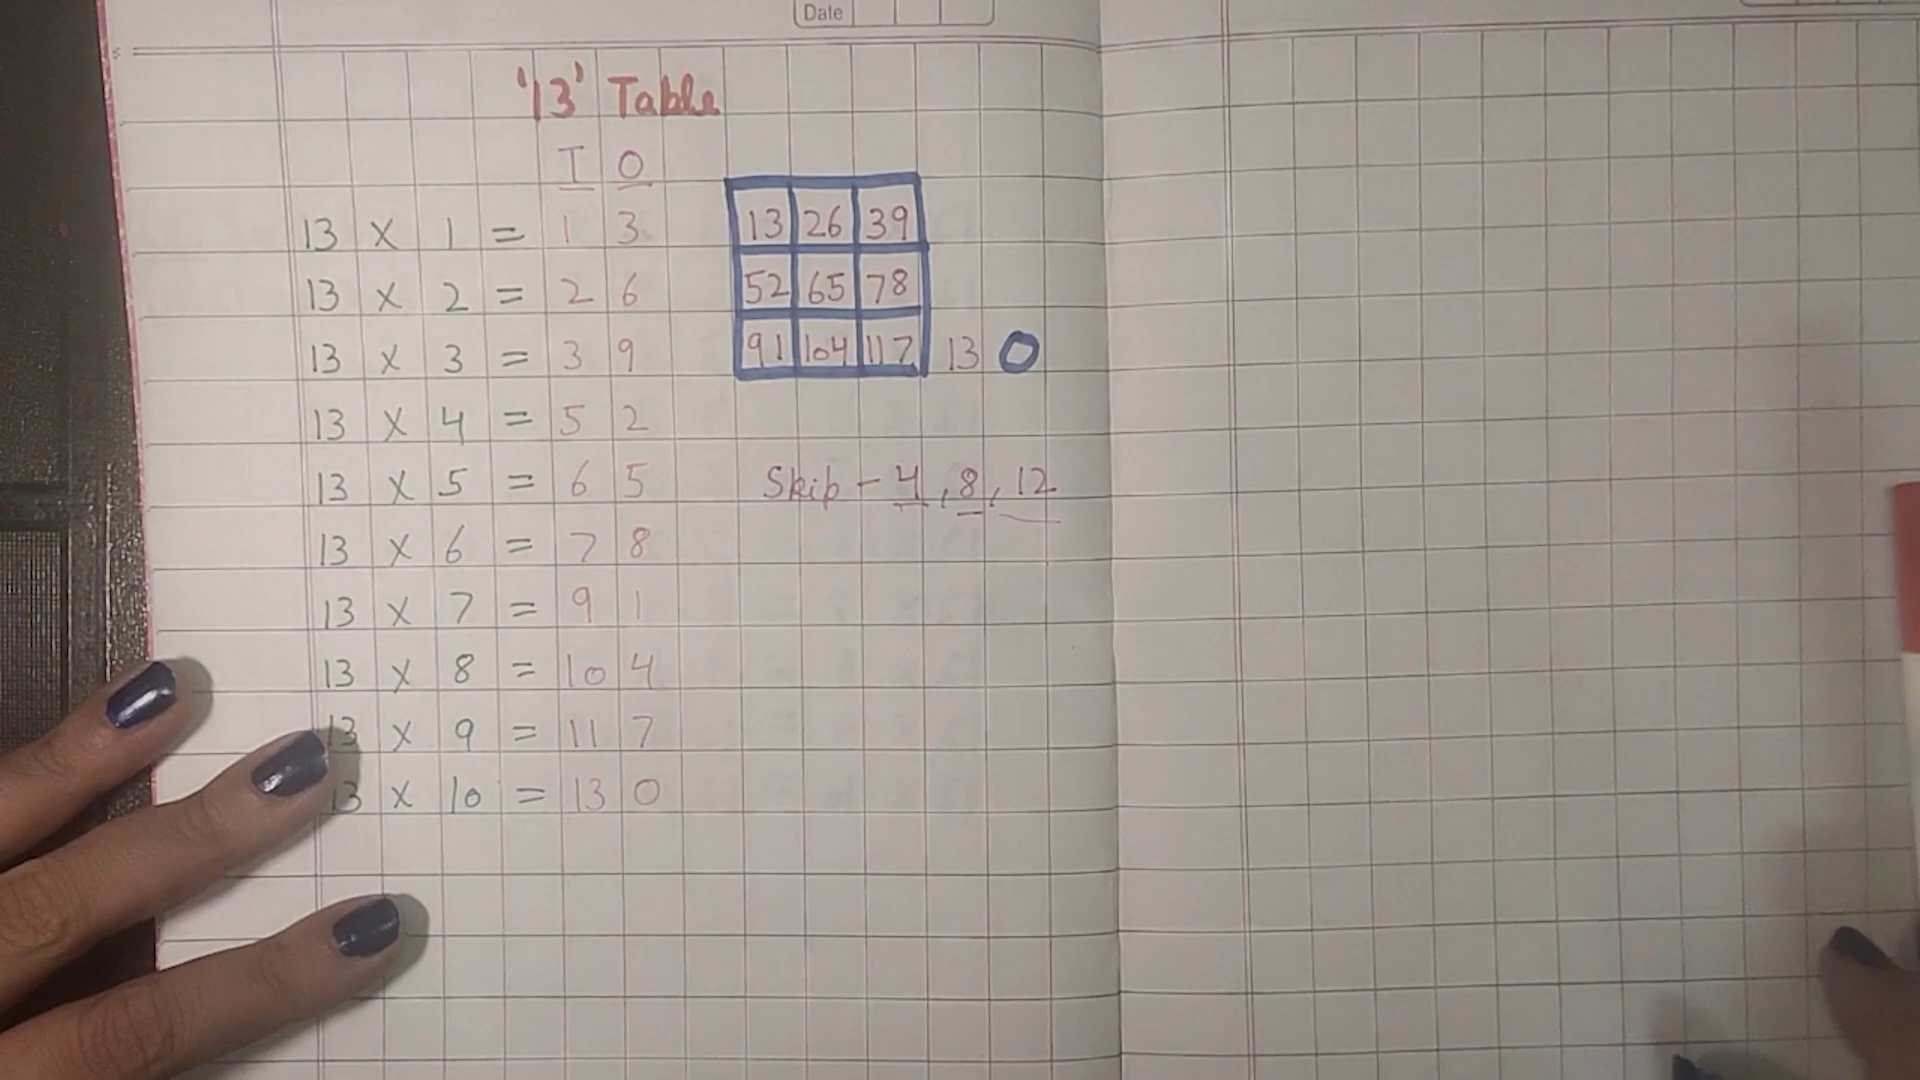 Date
'13' Table
T O
13 × 1 = 1 3
13 × 2 = 2 6
13 × 3 = 3 9
13 × 4 = 5 2
13 × 5 = 6 5
13 × 6 = 7 8
13 × 7 = 9 1
13 × 8 = 10 4
13 × 9 = 11 7
13 × 10 = 13 0
13 26 39
52 65 78
91 104 117 13 0
Skip - 4, 8, 12